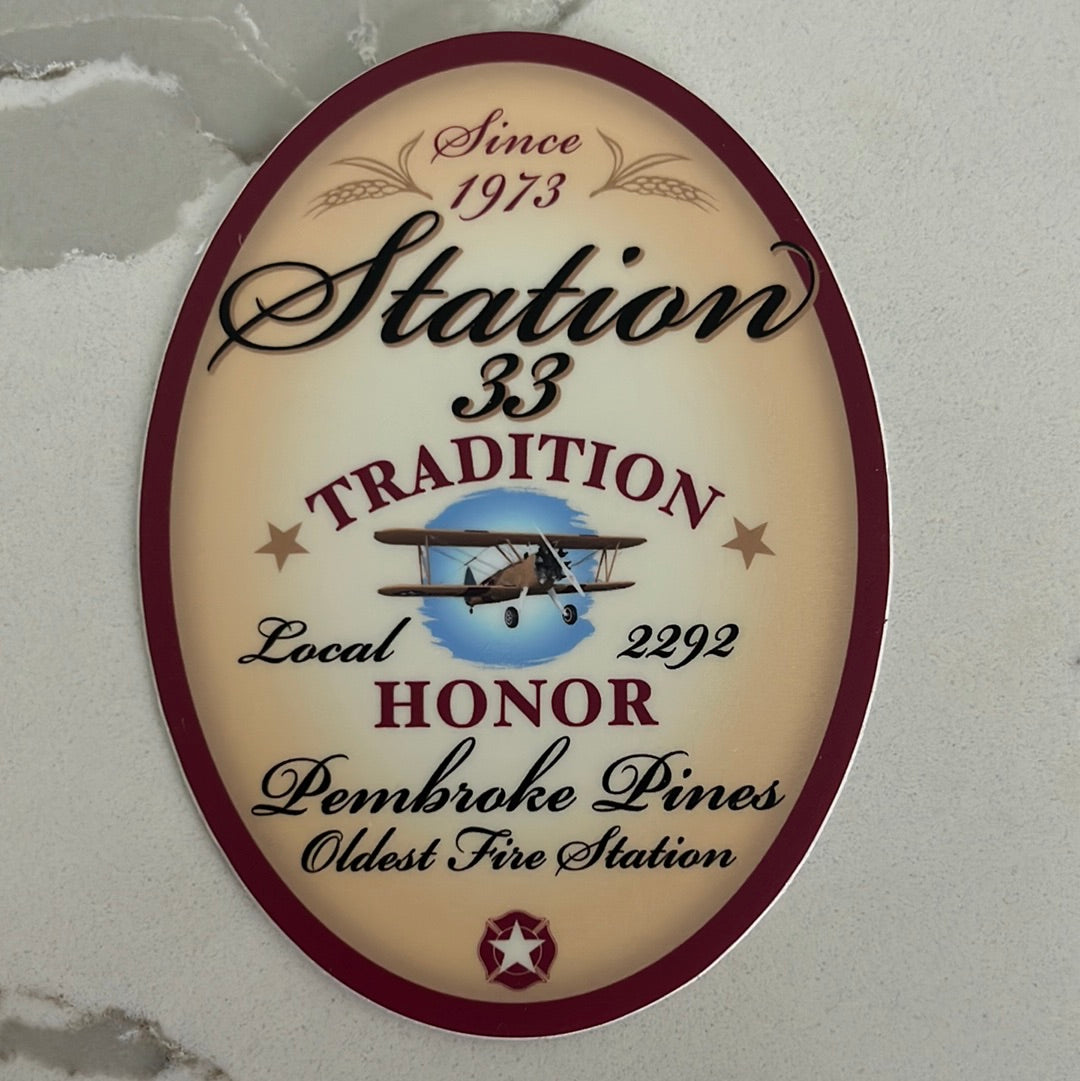 Since
1973
Station
33
TRADITION
Local 2292
HONOR
Pembroke Pines
Oldest Fire Station